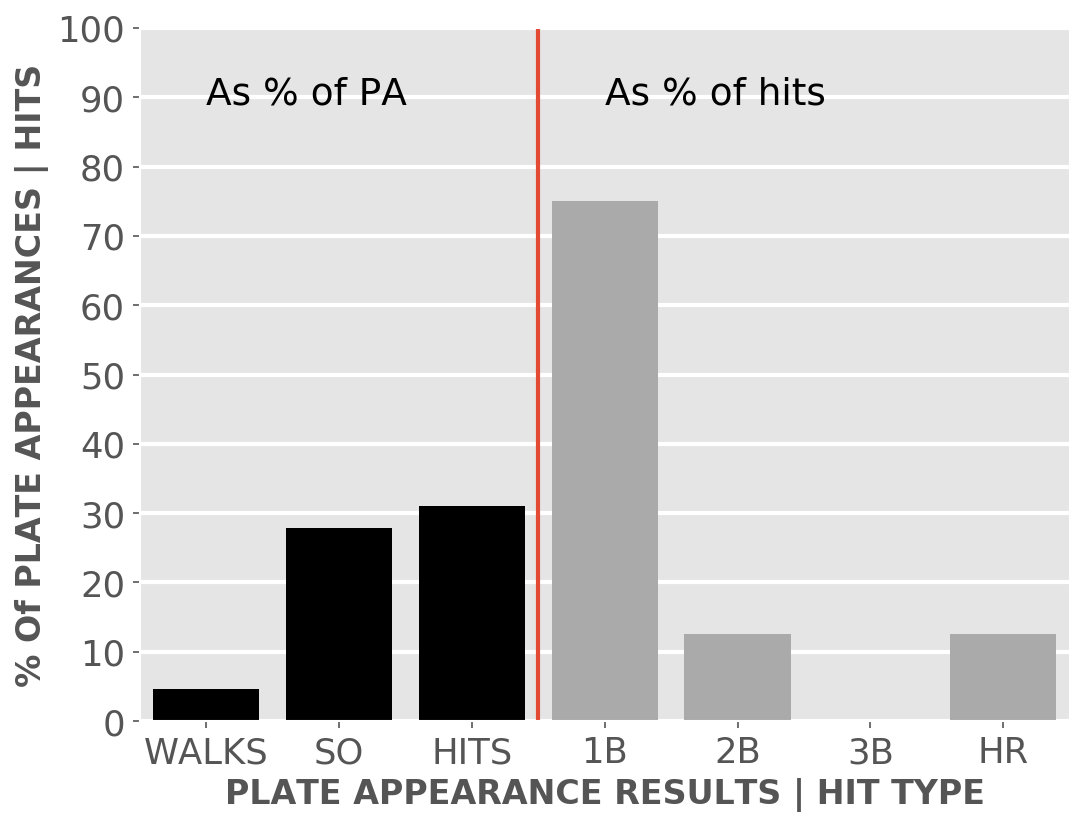 100
90
80
70
60
50
40
30
20
10
0
% Of PLATE APPEARANCES | HITS
As % of PA
As % of hits
WALKS SO HITS 1B 2B 3B HR
PLATE APPEARANCE RESULTS | HIT TYPE